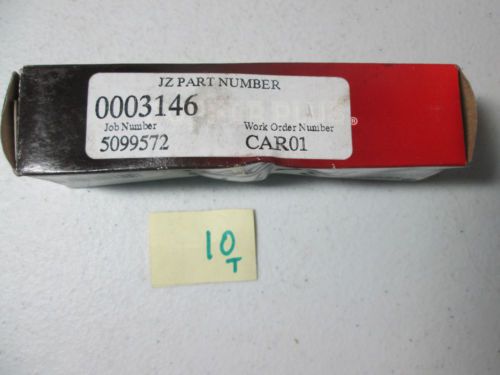 JZ PART NUMBER
0003146
Job Number Work Order Number
5099572 CAR01
®
10
T